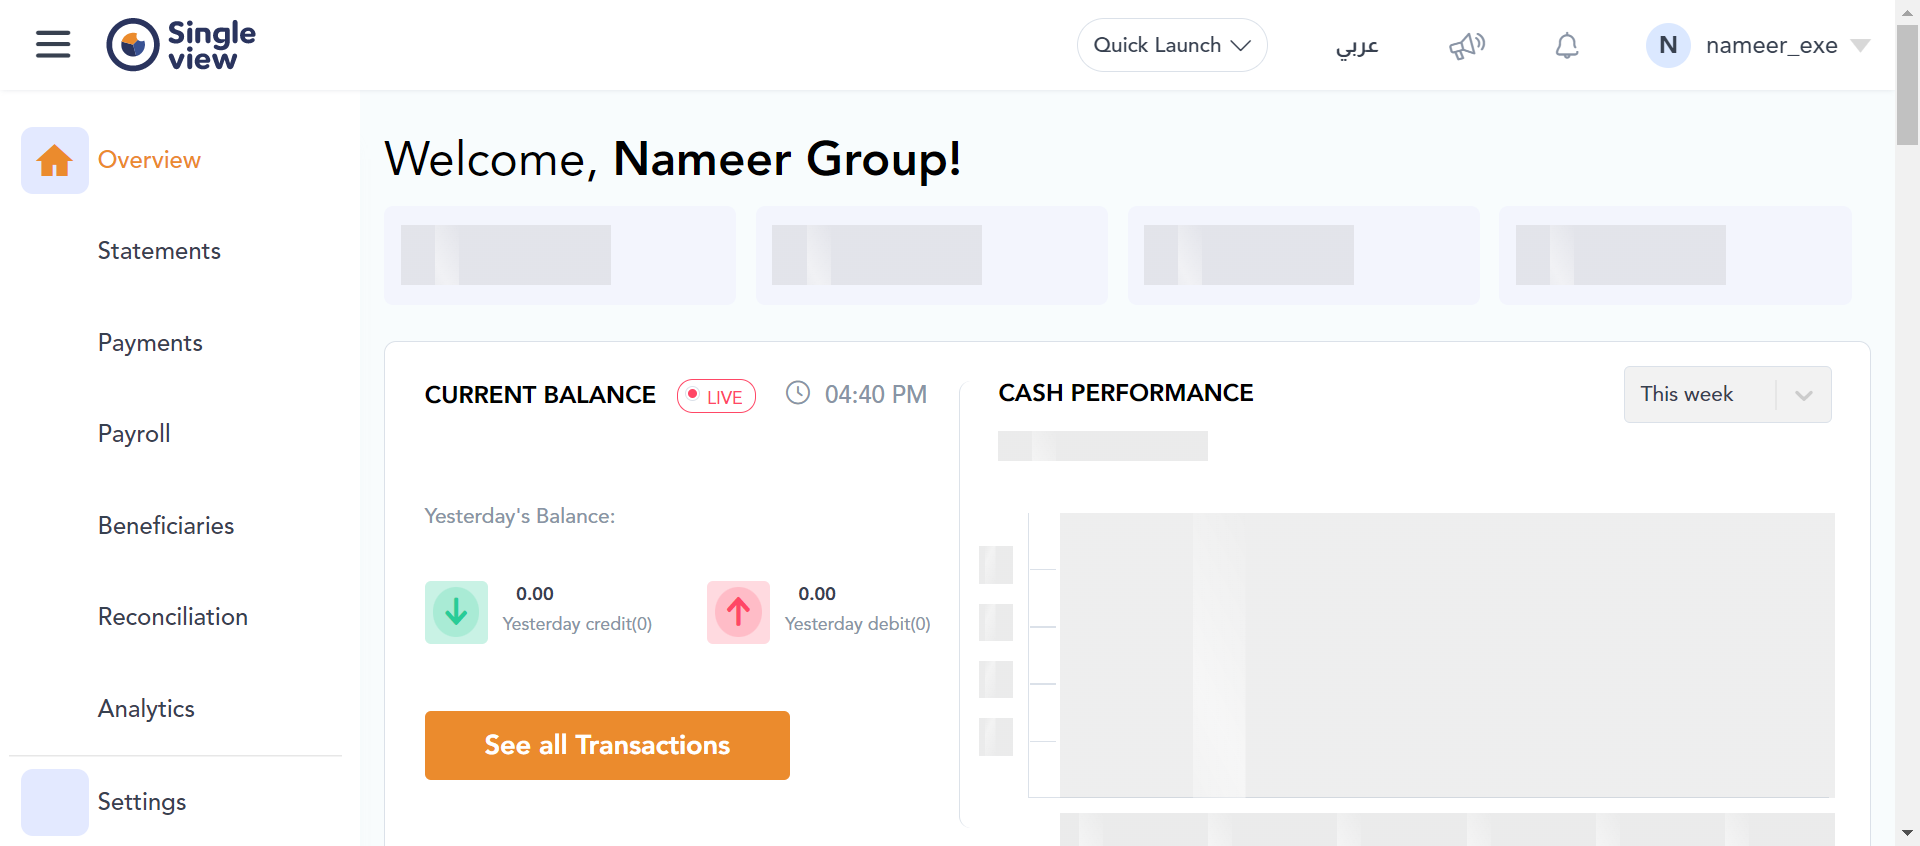 Single
view
Quick Launch
عربي
N
nameer_exe
Overview
Statements
Payments
Payroll
Beneficiaries
Reconciliation
Analytics
Settings
Welcome, Nameer Group!
CURRENT BALANCE
LIVE
04:40 PM
Yesterday's Balance:
0.00
Yesterday credit(0)
0.00
Yesterday debit(0)
See all Transactions
CASH PERFORMANCE
This week